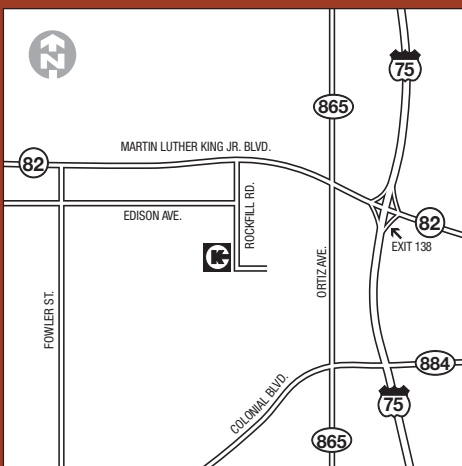 N
75
865
MARTIN LUTHER KING JR. BLVD.
82
EDISON AVE.
ROCKFILL RD.
82
EXIT 138
K
ORTIZ AVE.
FOWLER ST.
884
COLONIAL BLVD.
75
865